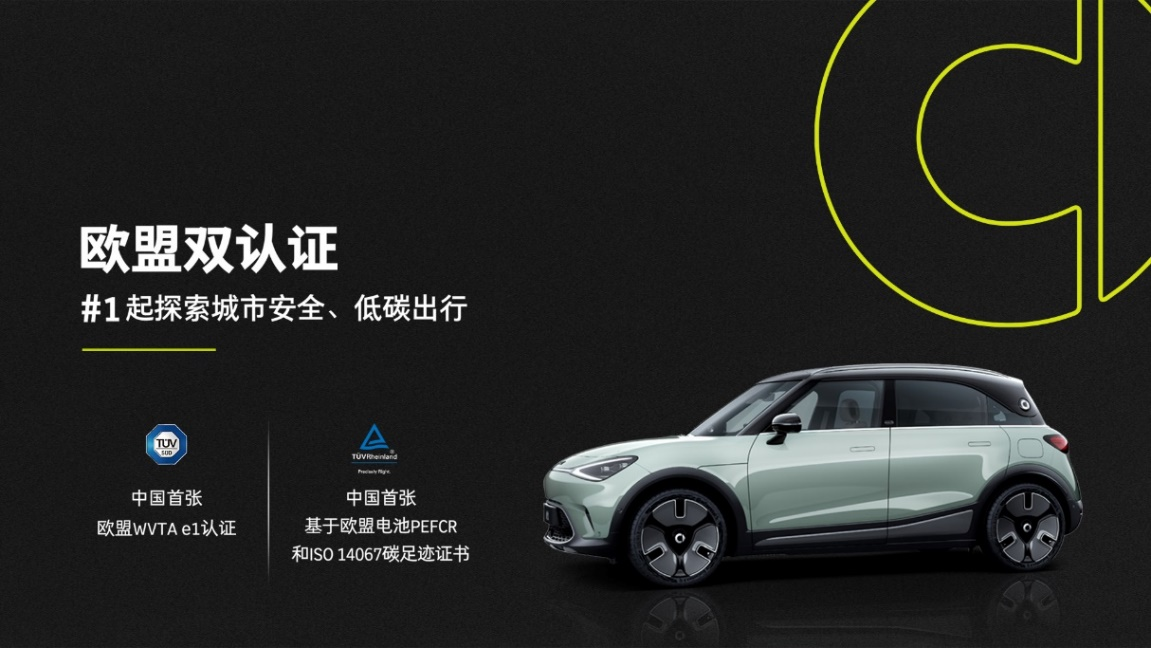 欧盟双认证
#1起探索城市安全、低碳出行
TÜV
SÜD
中国首张
欧盟WVTA e1认证
TÜVRheinland®
Precisely Right.
中国首张
基于欧盟电池PEFCR
和ISO 14067碳足迹证书